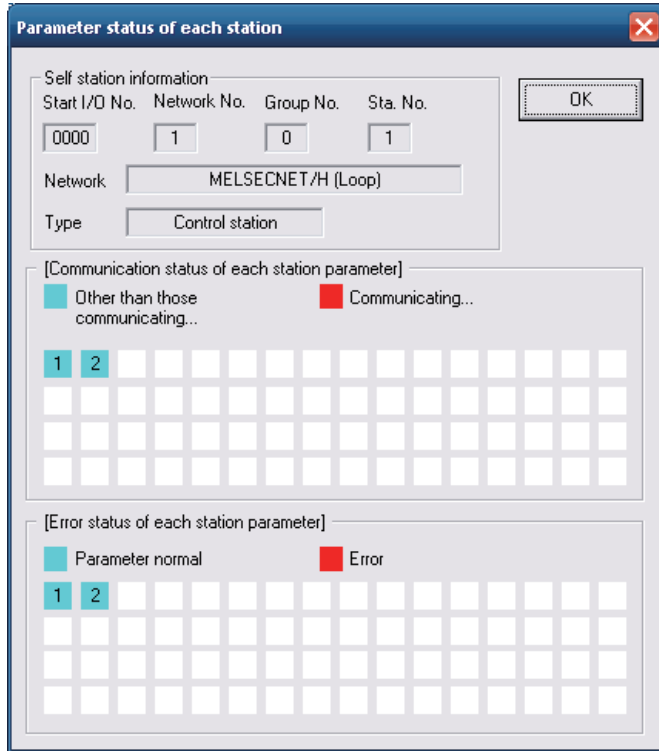 Parameter status of each station
Self station information
Start I/O No. Network No. Group No. Sta. No.
OK
0000 1 0 1
Network MELSECNET/H (Loop)
Type Control station
[Communication status of each station parameter]
Other than those Communicating...
communicating...
1 2
[Error status of each station parameter]
Parameter normal Error
1 2